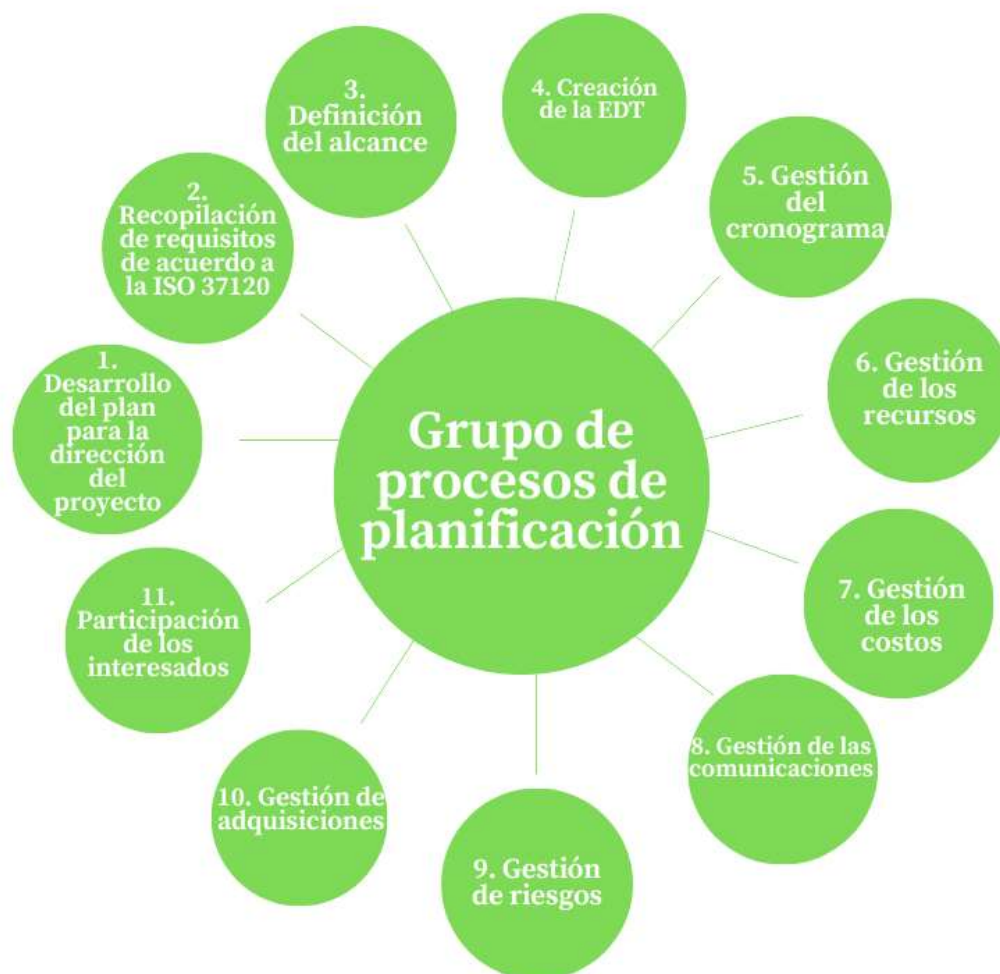 Grupo de
procesos de
planificación
1.
Desarrollo
del plan
para la
dirección
del
proyecto
2.
Recopilación
de requisitos
de acuerdo a
la ISO 37120
3.
Definición
del alcance
4. Creación
de la EDT
5. Gestión
del
cronograma
6. Gestión
de los
recursos
7. Gestión
de los
costos
8. Gestión de las
comunicaciones
9. Gestión
de riesgos
10. Gestión de
adquisiciones
11.
Participación
de los
interesados